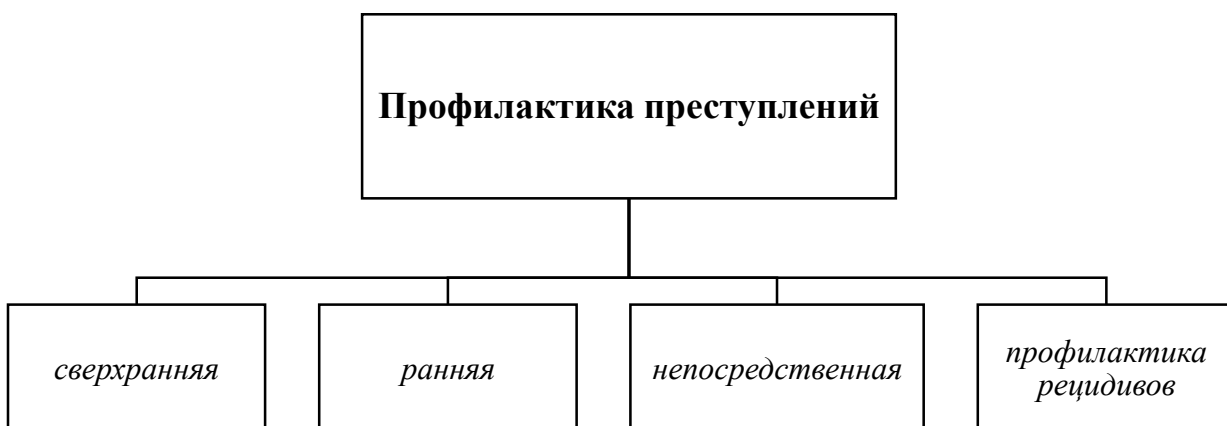 Профилактика преступлений
сверхранняя
ранняя
непосредственная
профилактика
рецидивов